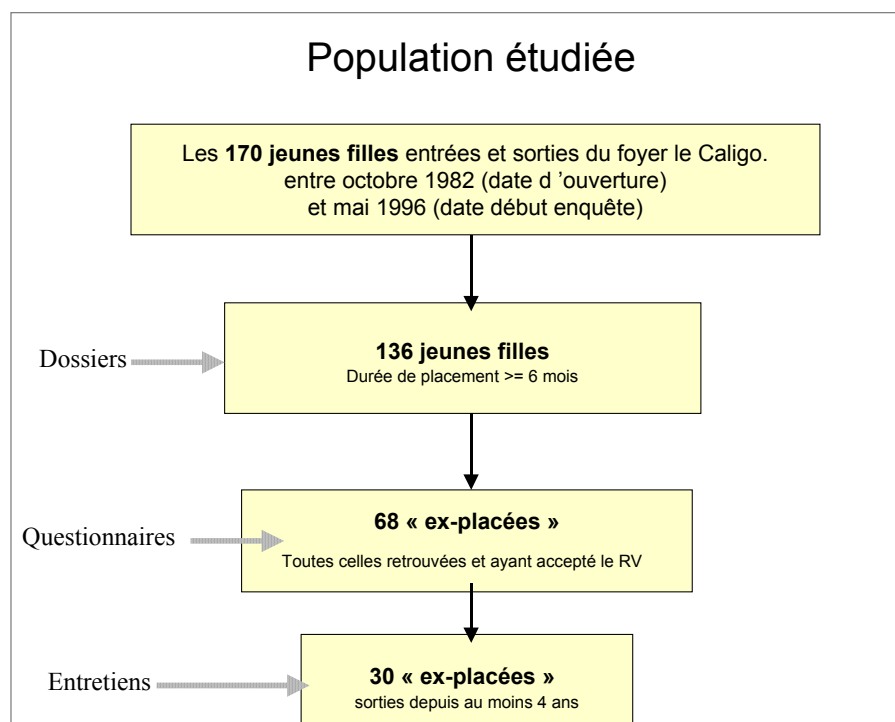 Population étudiée
Les 170 jeunes filles entrées et sorties du foyer le Caligo.
entre octobre 1982 (date d 'ouverture)
et mai 1996 (date début enquête)
Dossiers
136 jeunes filles
Durée de placement >= 6 mois
Questionnaires
68 « ex-placées »
Toutes celles retrouvées et ayant accepté le RV
Entretiens
30 « ex-placées »
sorties depuis au moins 4 ans